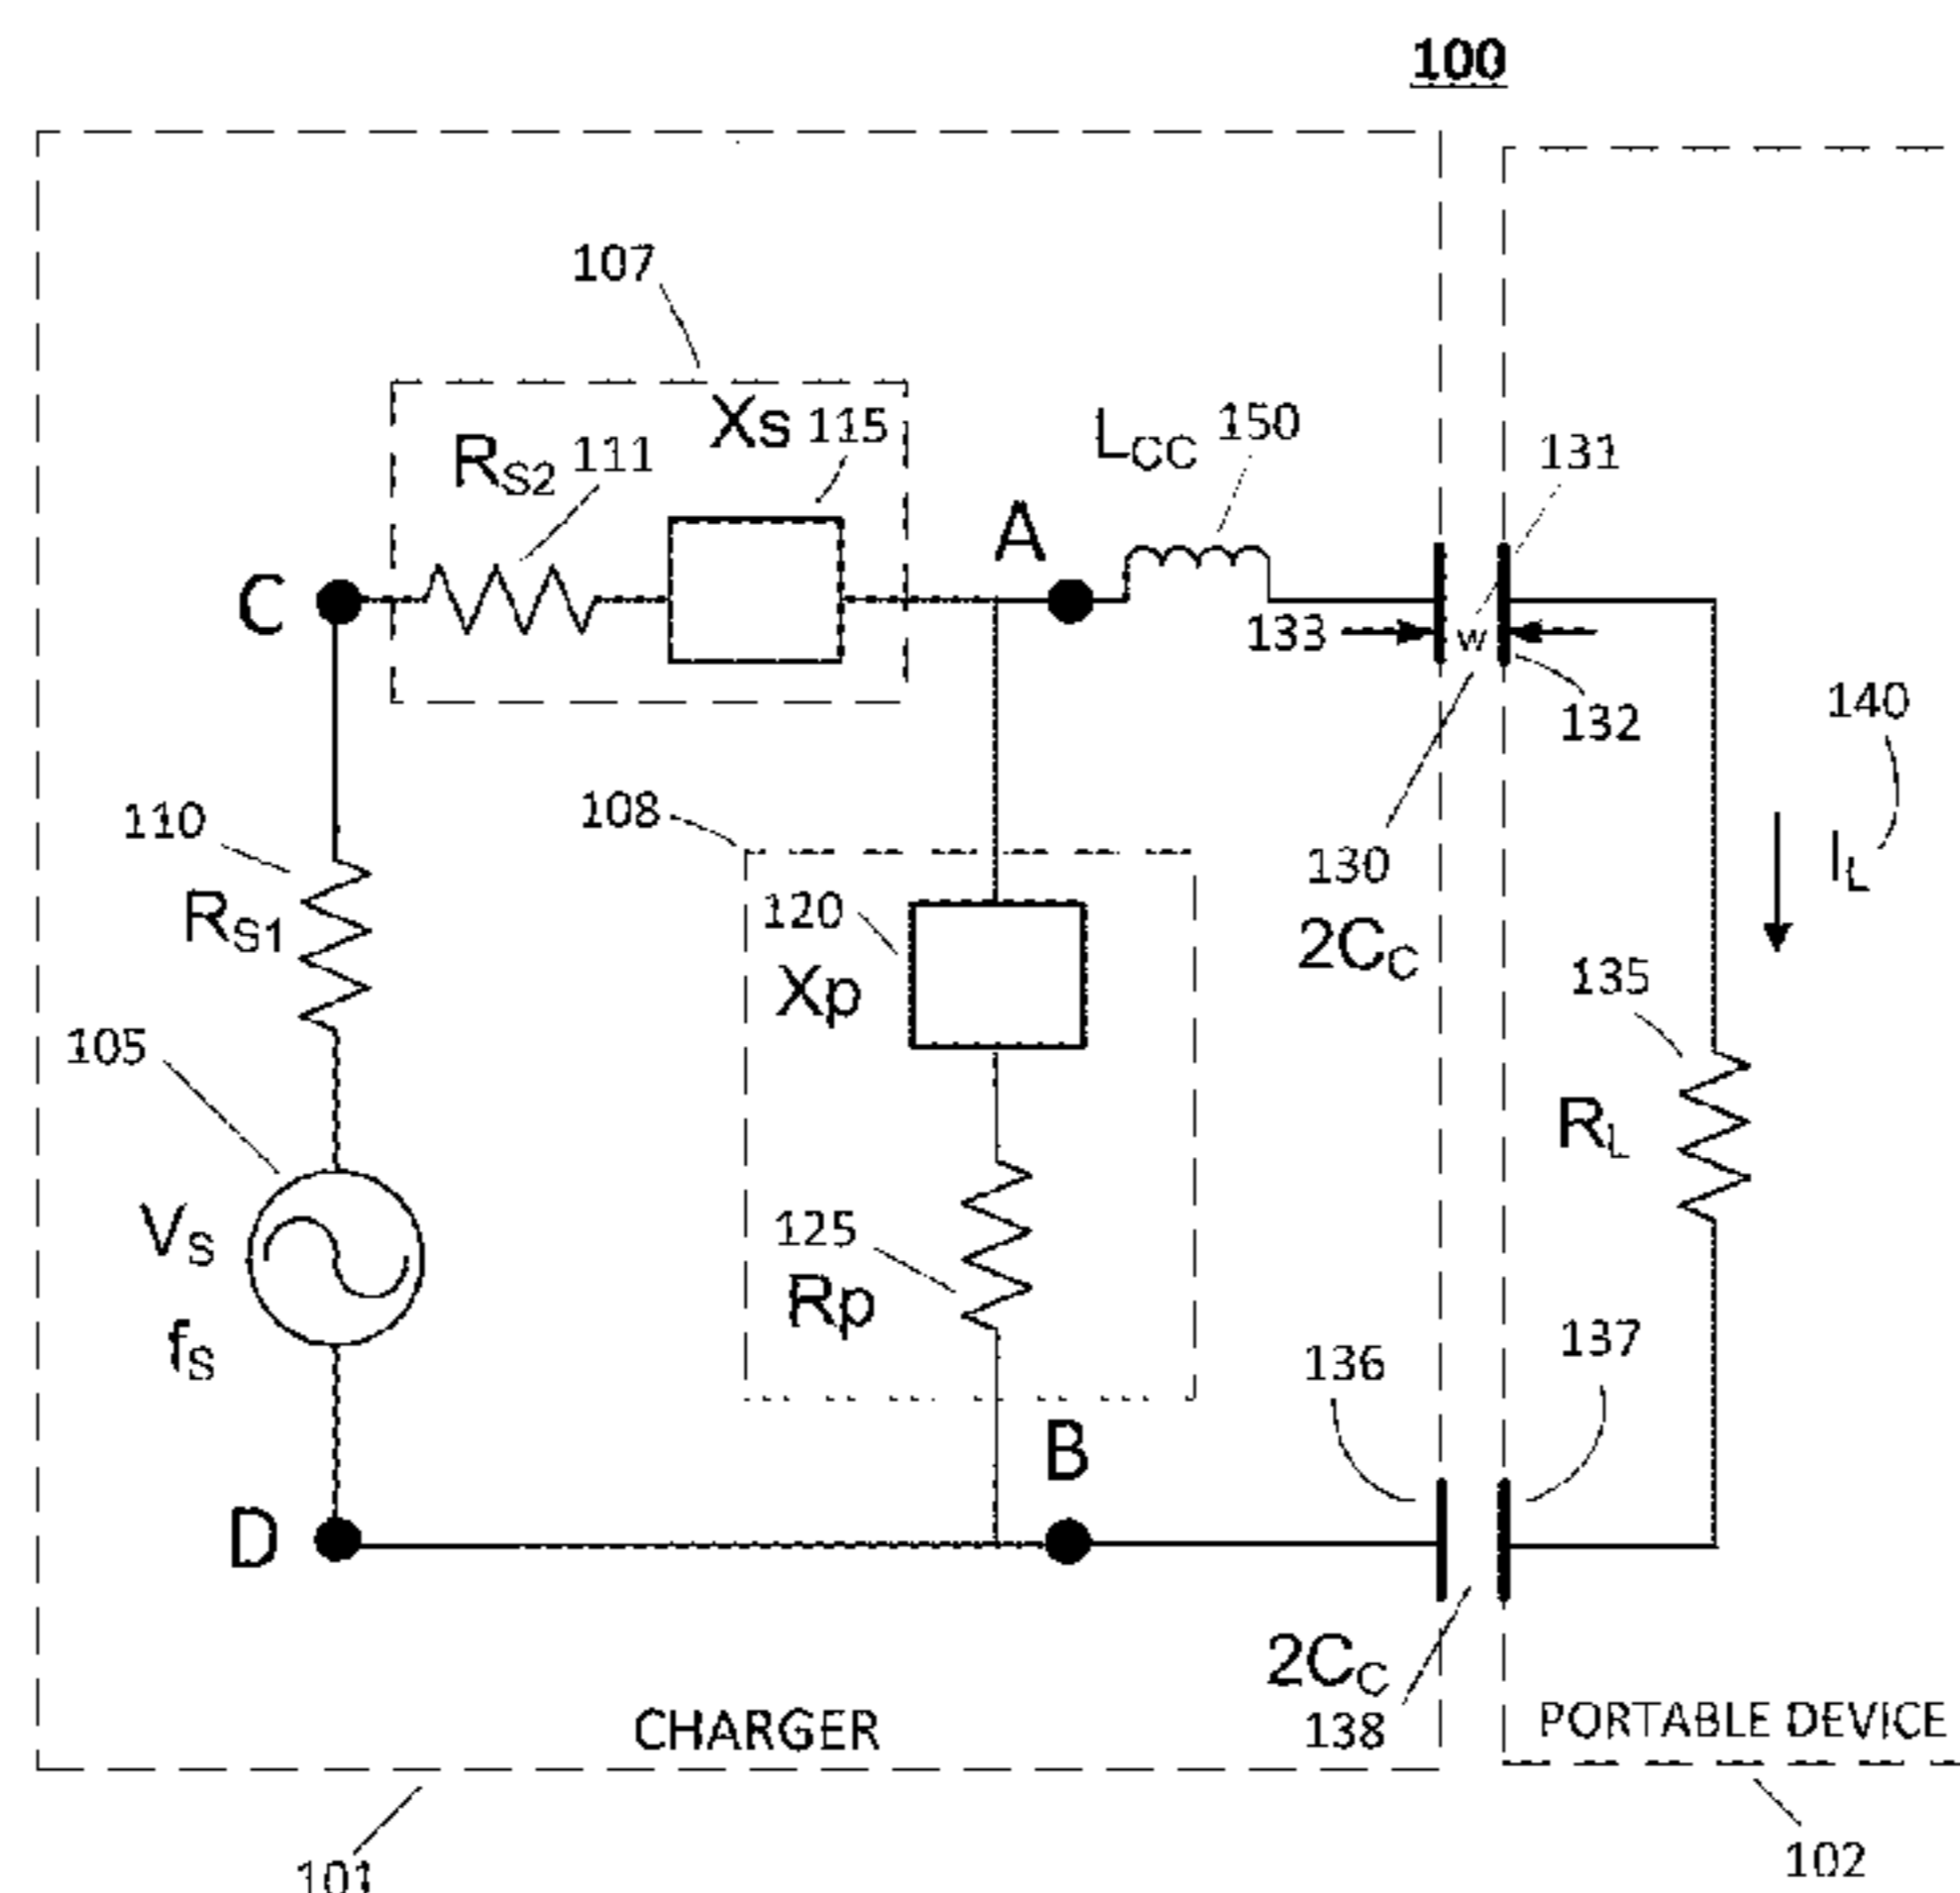 100
107
Xs 115
RS2 111
LCC 150
131
A
C
133
w
132
140
110
108
130
IL
RS1
120
2CC
Xp
135
105
RL
VS
125
Rp
fS
136
137
B
D
2CC
CHARGER
138
PORTABLE DEVICE
101
102